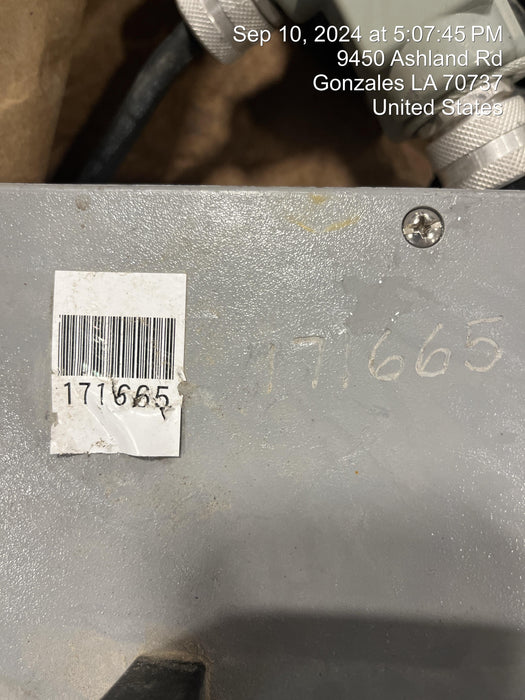 Sep 10, 2024 at 5:07:45 PM
9450 Ashland Rd
Gonzales LA 70737
United States
171665
171665